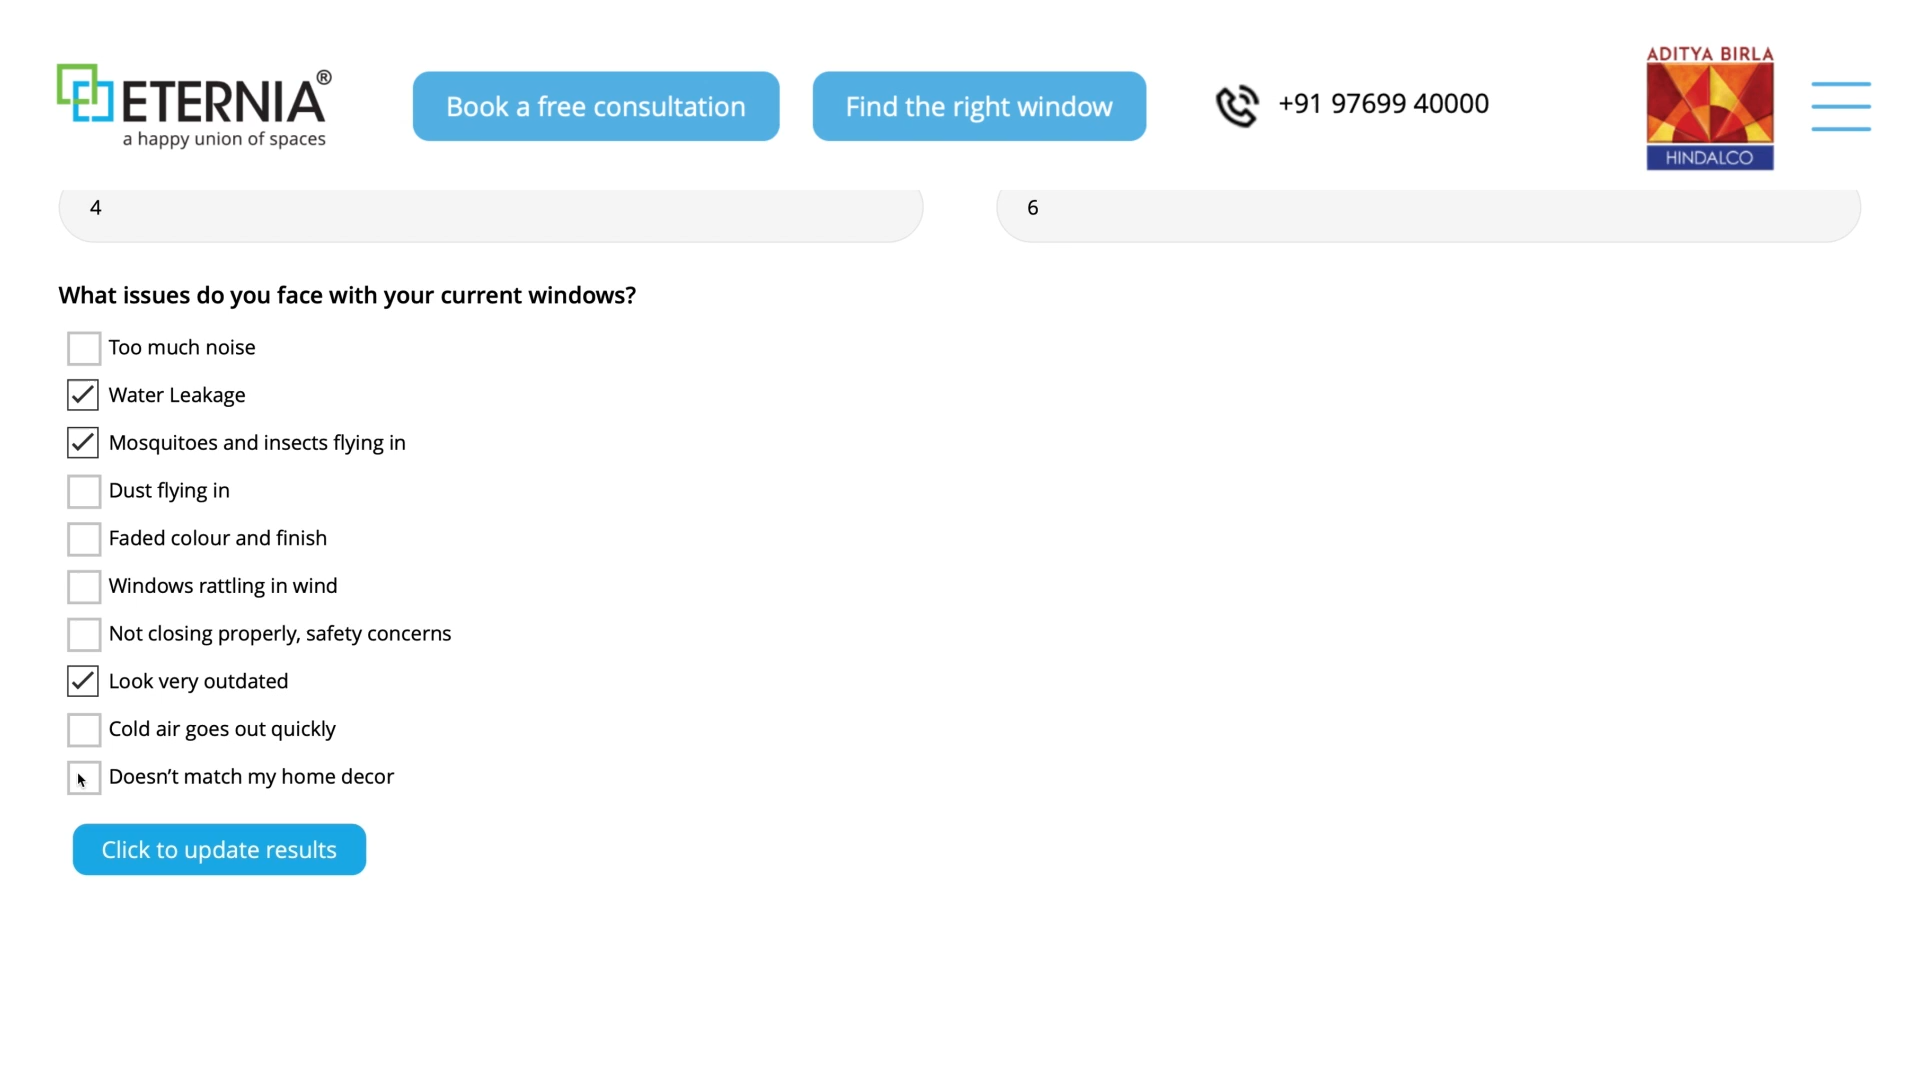 ETERNIA®
a happy union of spaces
Book a free consultation
Find the right window
+91 97699 40000
ADITYA BIRLA
HINDALCO
4
6
What issues do you face with your current windows?
Too much noise
Water Leakage
Mosquitoes and insects flying in
Dust flying in
Faded colour and finish
Windows rattling in wind
Not closing properly, safety concerns
Look very outdated
Cold air goes out quickly
Doesn’t match my home decor
Click to update results